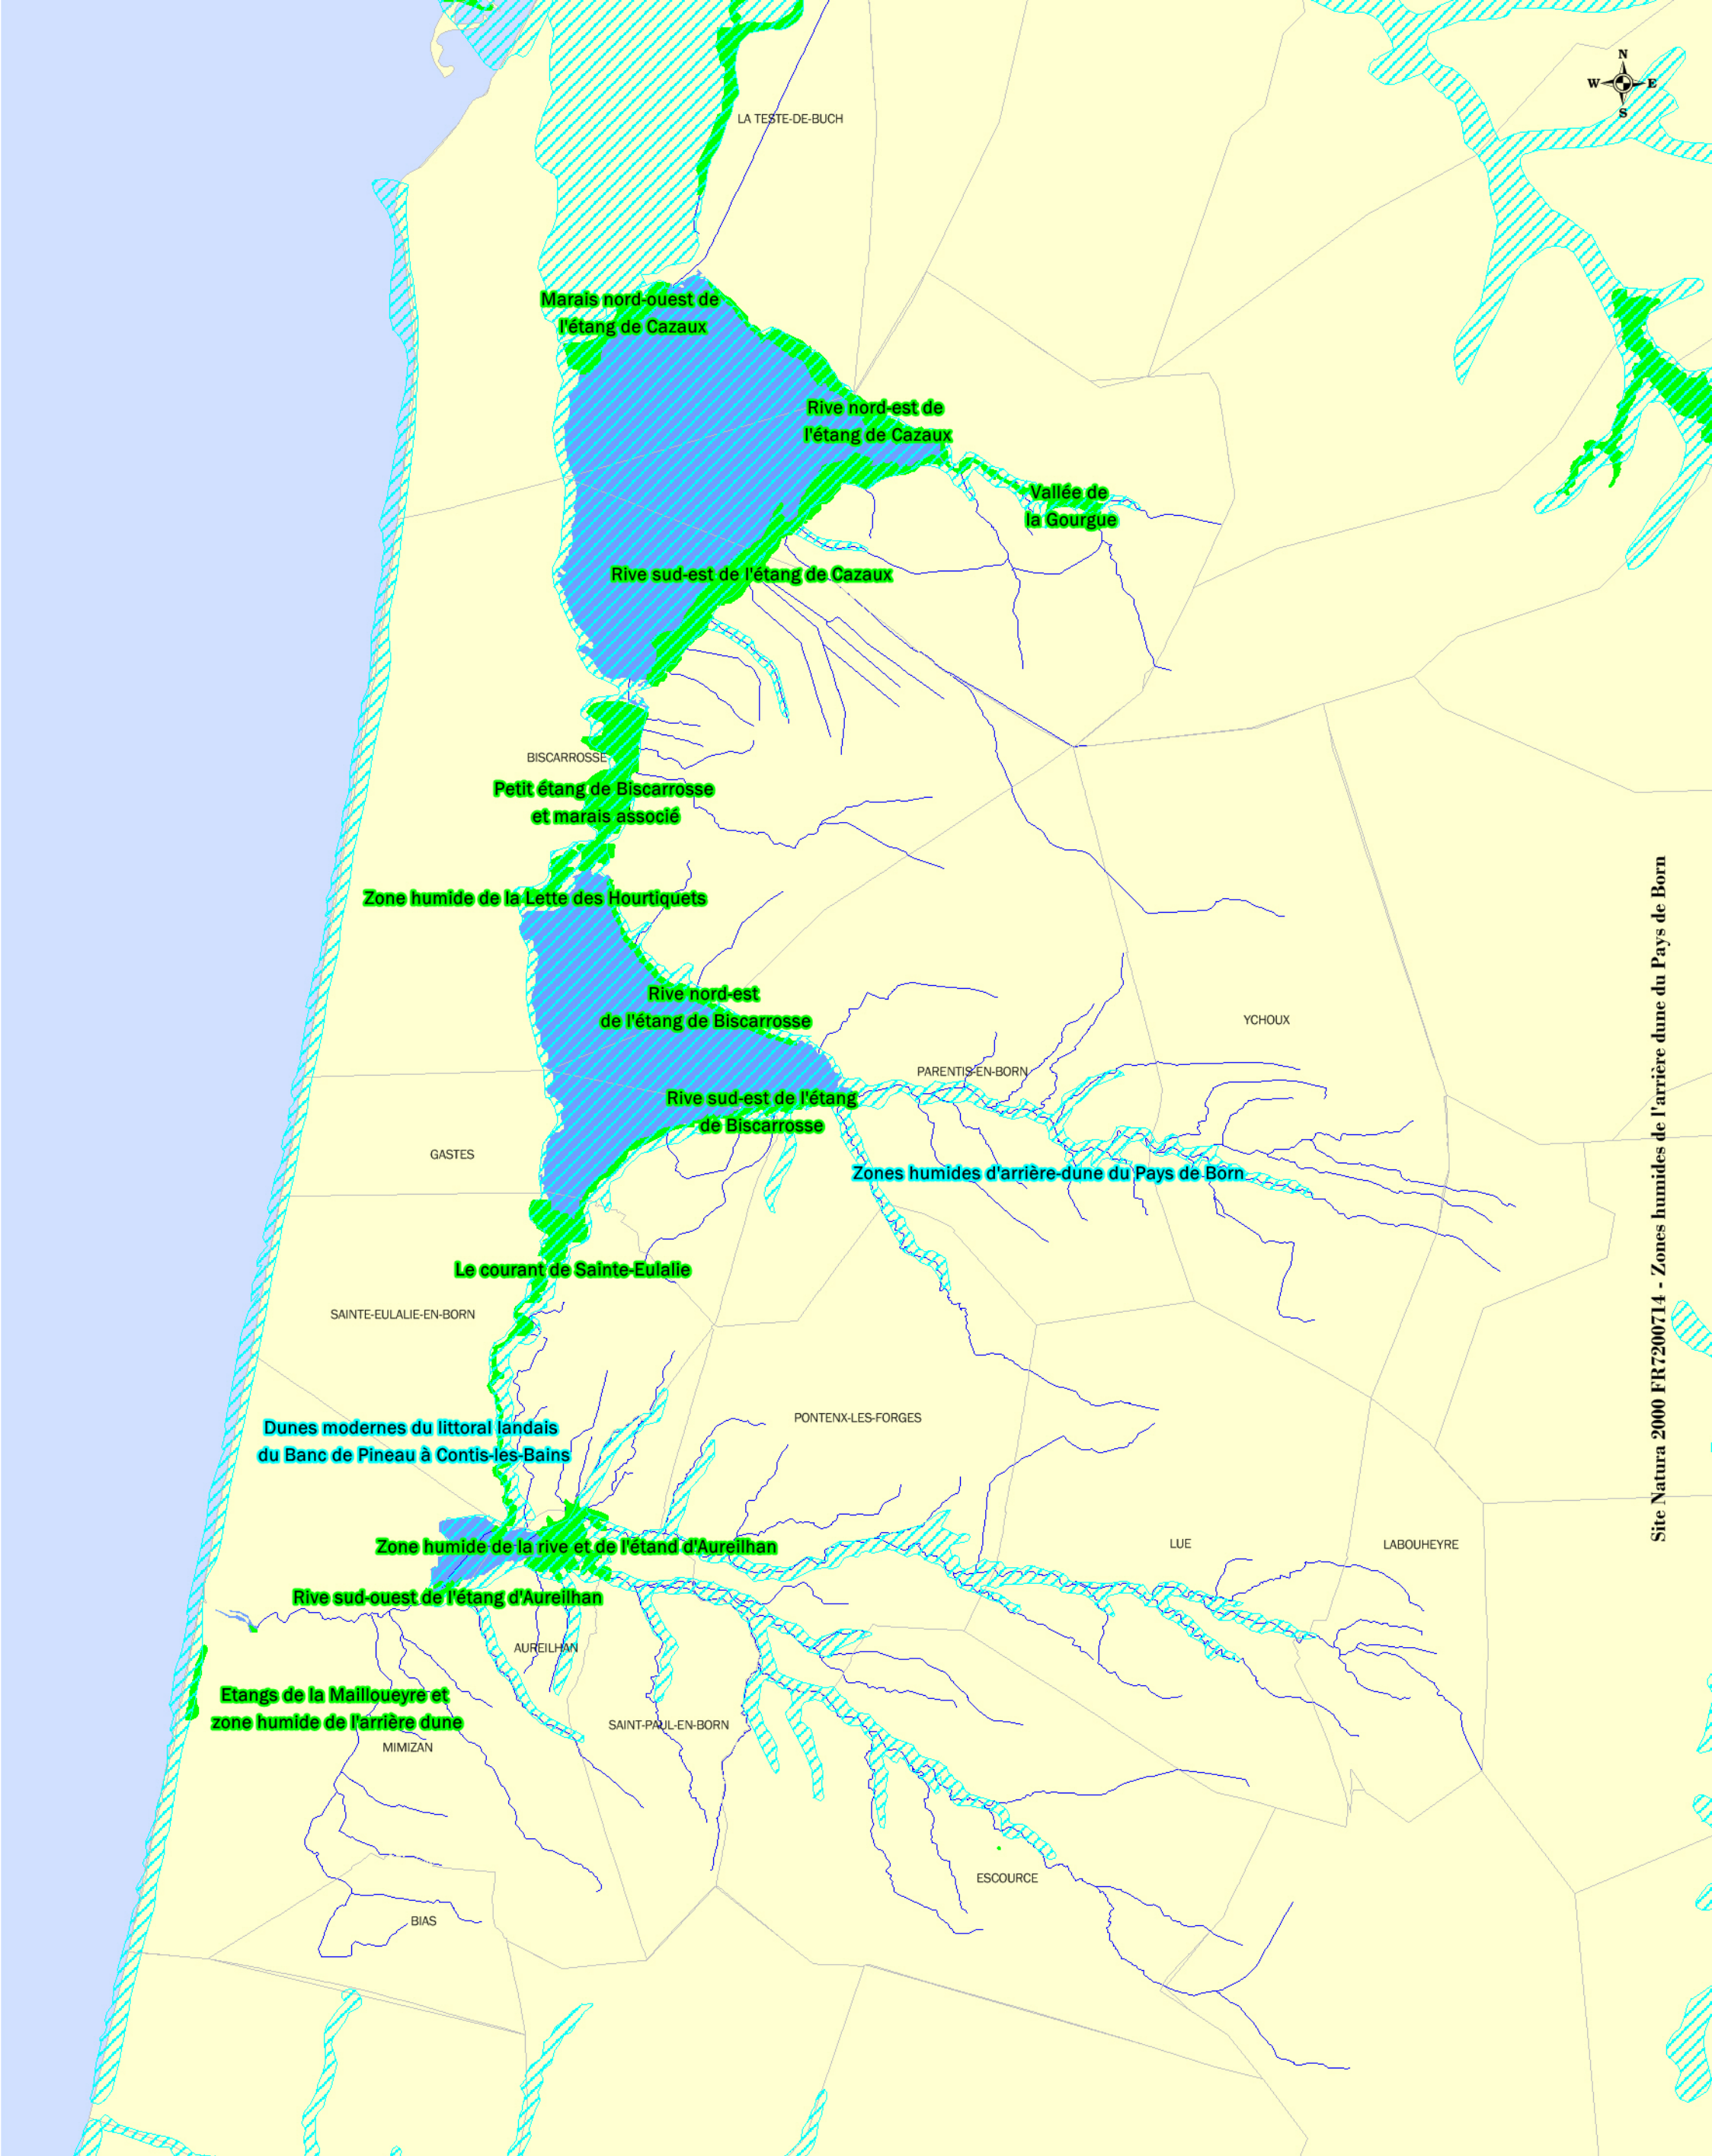 N
W E
S
LA TESTE-DE-BUCH
Marais nord-ouest de
l'étang de Cazaux
Rive nord-est de
l'étang de Cazaux
Vallée de
la Gourgue
Rive sud-est de l'étang de Cazaux
BISCARROSSE
Petit étang de Biscarrosse
et marais associé
Zone humide de la Lette des Hourtiquets
Rive nord-est
de l'étang de Biscarrosse
YCHOUX
PARENTIS-EN-BORN
Rive sud-est de l'étang
de Biscarrosse
GASTES
Zones humides d'arrière-dune du Pays de Born
Le courant de Sainte-Eulalie
SAINTE-EULALIE-EN-BORN
Dunes modernes du littoral landais
du Banc de Pineau à Contis-les-Bains
PONTENX-LES-FORGES
Zone humide de la rive et de l'étand d'Aureilhan
LUE
LABOUHEYRE
Rive sud-ouest de l'étang d'Aureilhan
AUREILHAN
Etangs de la Mailloueyre et
zone humide de l'arrière dune
SAINT-PAUL-EN-BORN
MIMIZAN
ESCOURCE
BIAS
Site Natura 2000 FR7200714 - Zones humides de l'arrière dune du Pays de Born